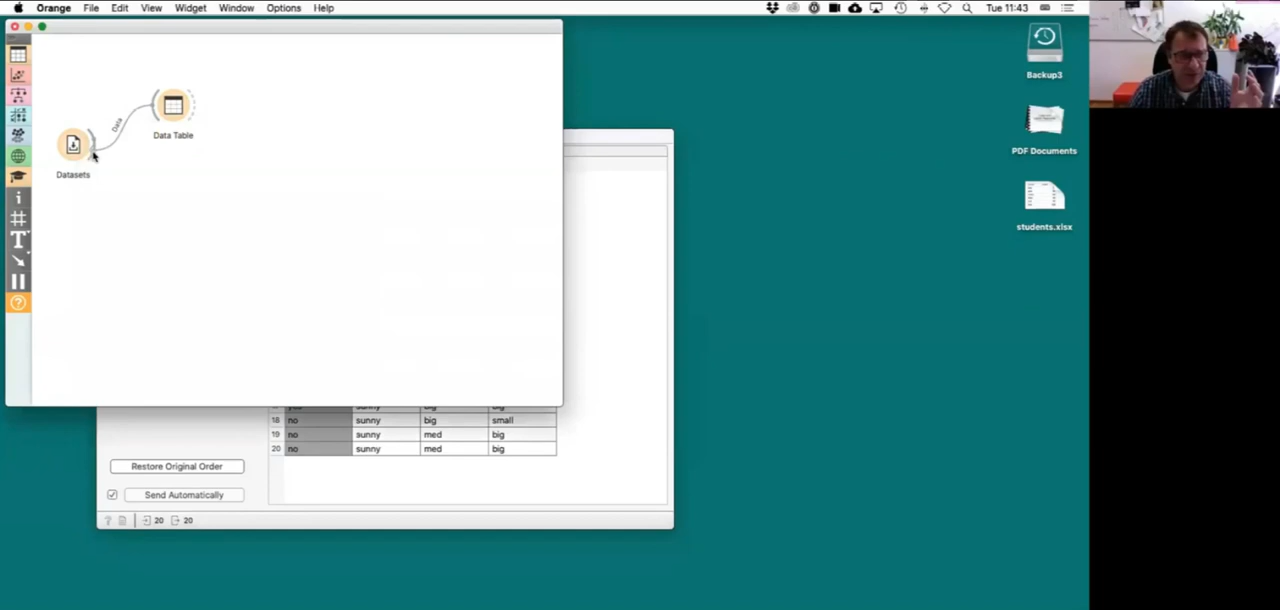 Orange File Edit View Widget Window Options Help Tue 11:43
Backup3
PDF Documents
students.xlsx
Data
Data Table
Datasets
T
i
?
18 no sunny big small
19 no sunny med big
20 no sunny med big
Restore Original Order
Send Automatically
? 20 20